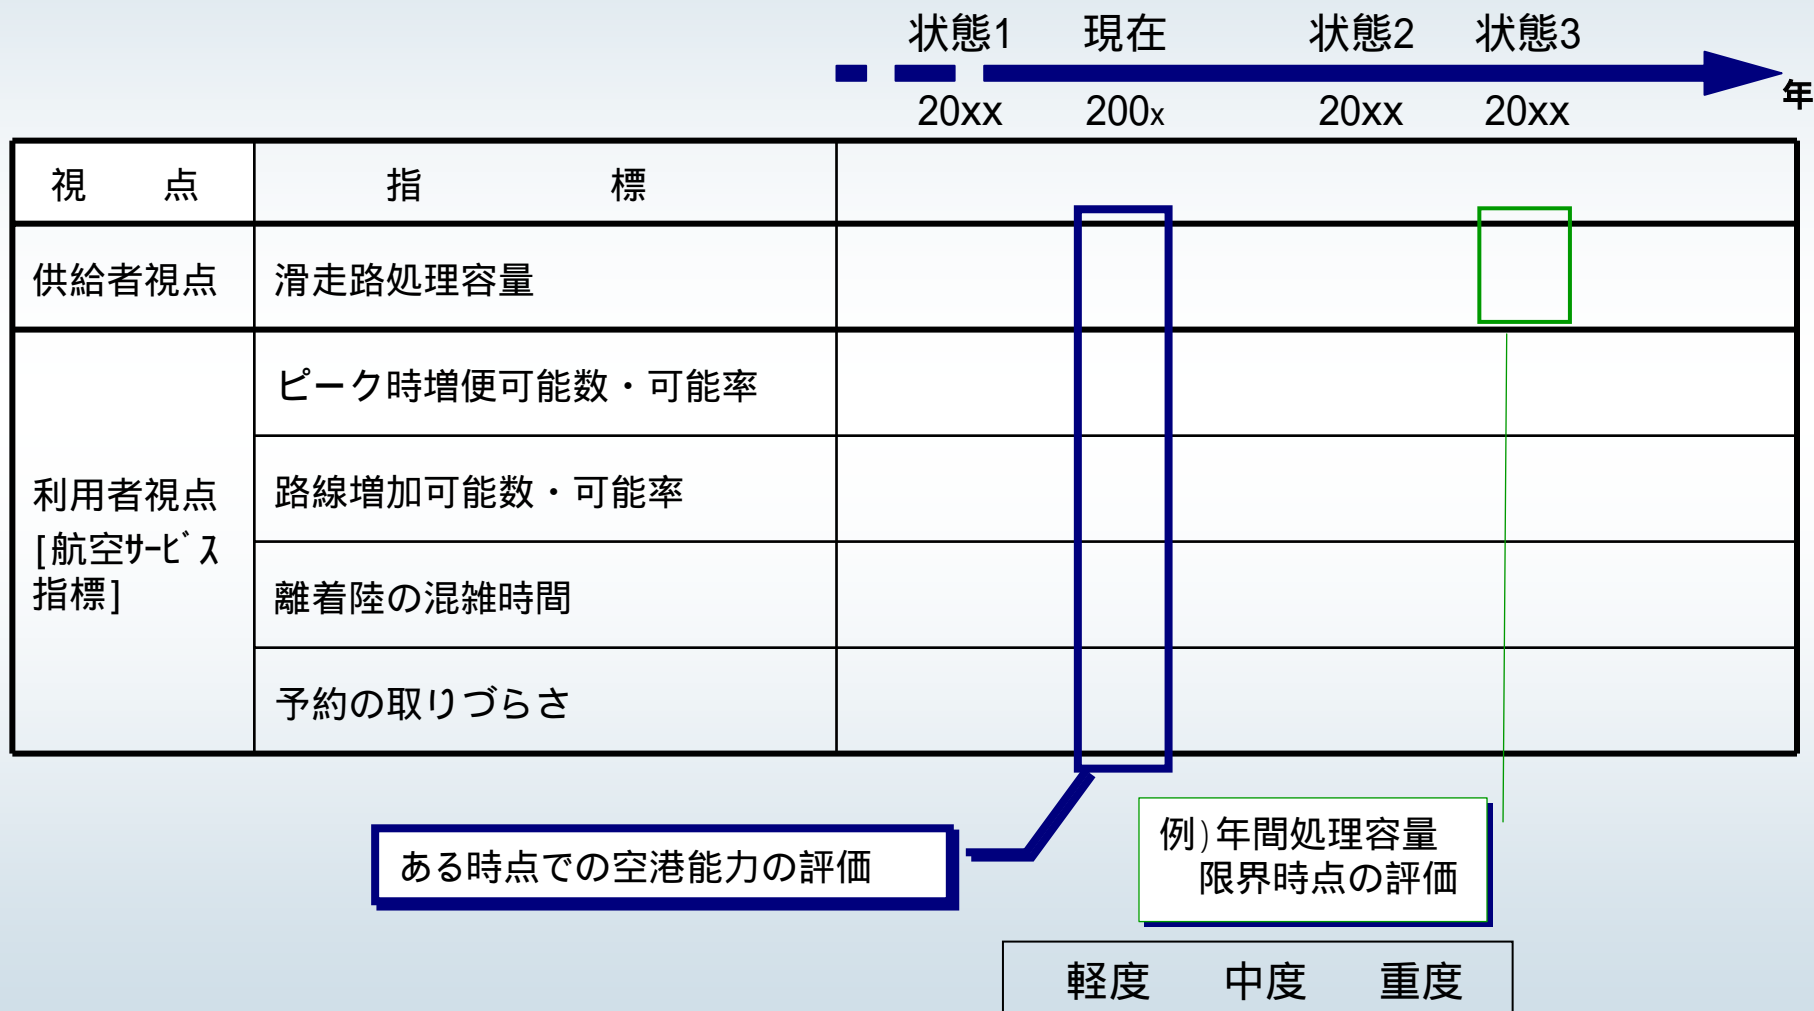 状態1 現在 状態2 状態3
年
20xx 200x 20xx 20xx
視 点 指 標
供給者視点 滑走路処理容量
ピーク時増便可能数・可能率
路線増加可能数・可能率
利用者視点
[航空ｻｰﾋﾞｽ
指標]
離着陸の混雑時間
予約の取りづらさ
ある時点での空港能力の評価
例)年間処理容量
限界時点の評価
軽度 中度 重度